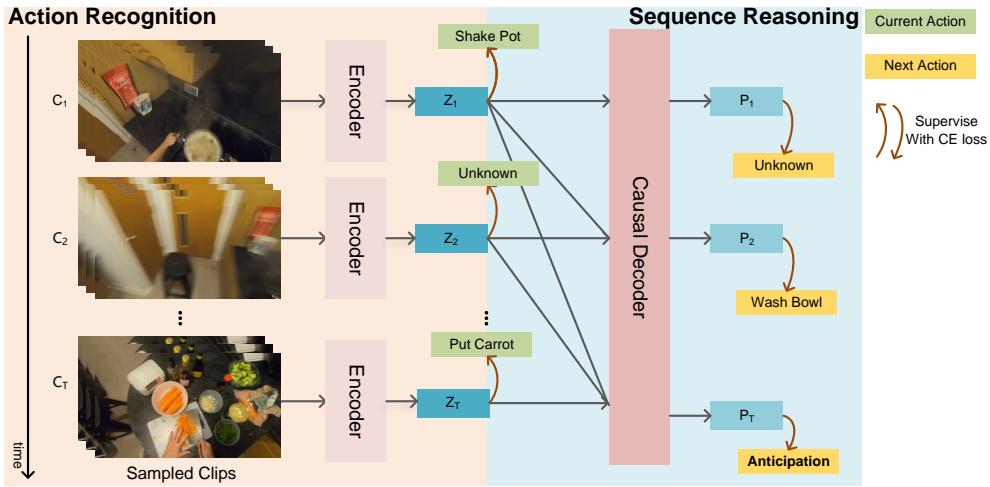 Action Recognition
Sequence Reasoning
Current Action
Next Action
Supervise
With CE loss
Shake Pot
C1
Encoder
Z1
P1
Unknown
Unknown
C2
Encoder
Z2
Causal Decoder
P2
Wash Bowl
Put Carrot
CT
Encoder
ZT
PT
Anticipation
time
Sampled Clips